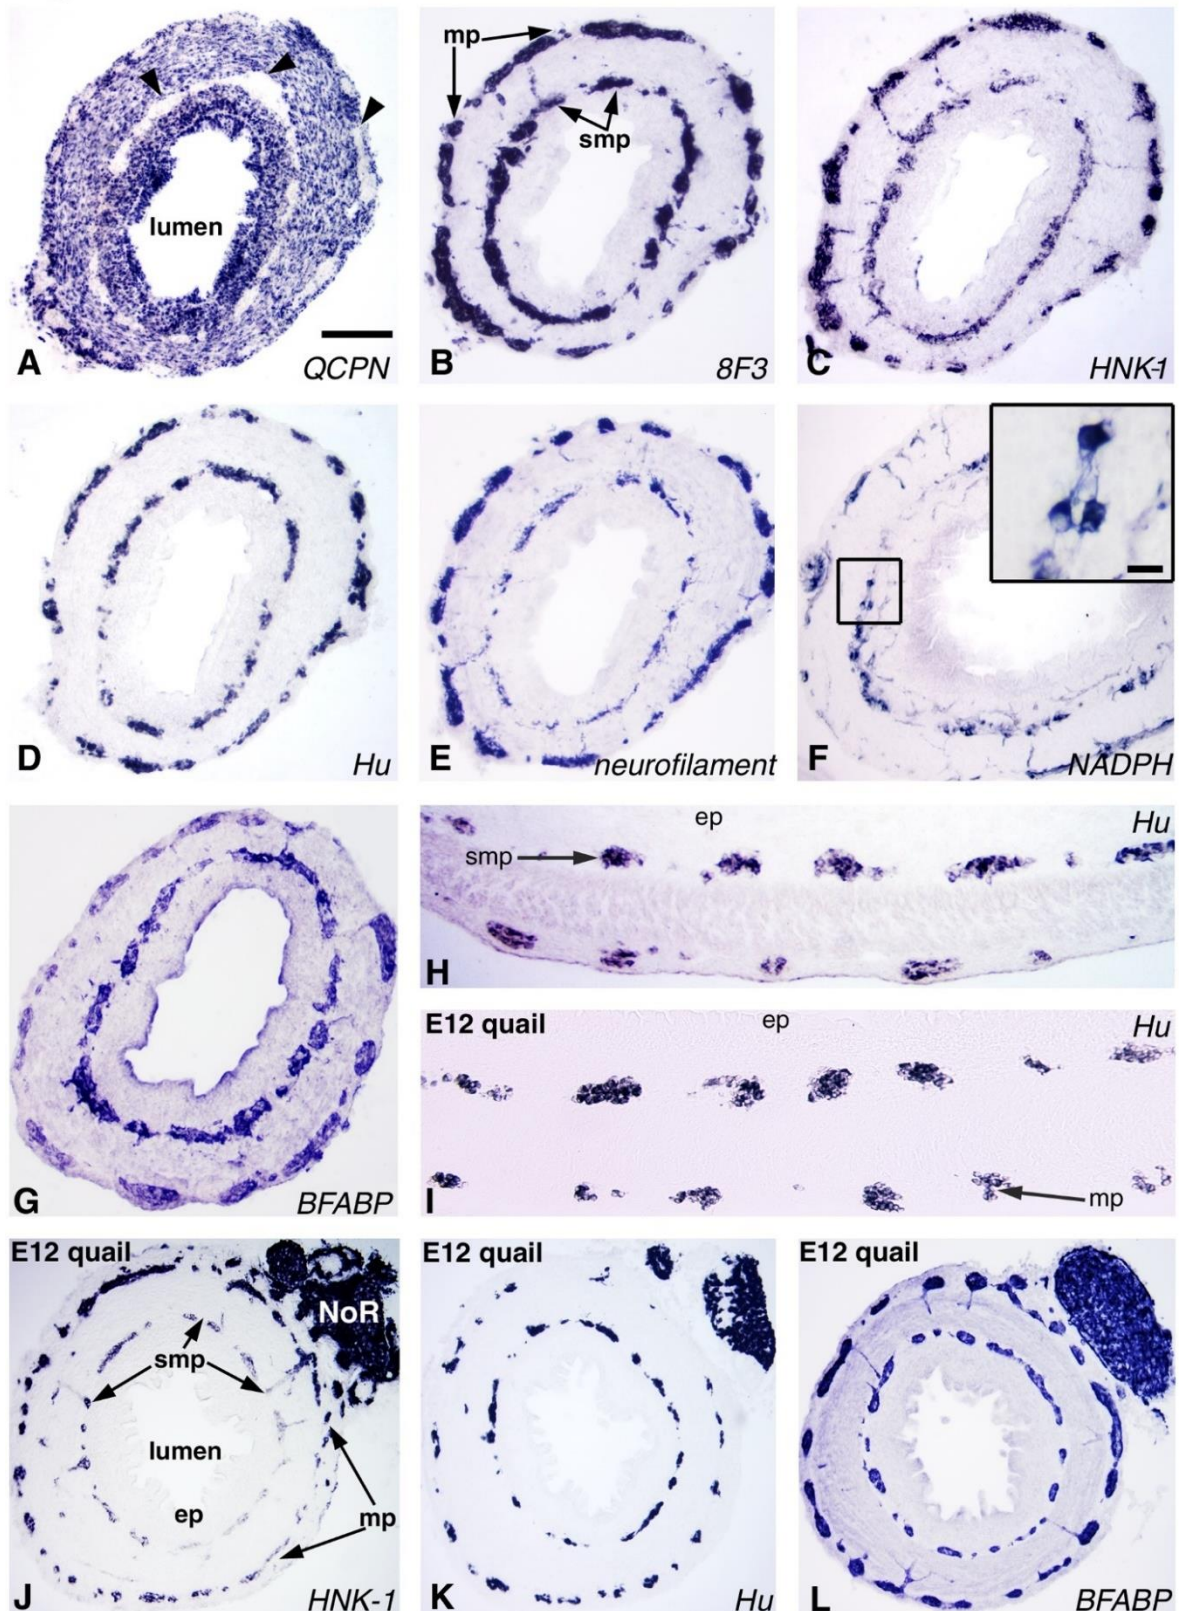 lumen
A
QCPN
mp
smp
B
8F3
C
HNK-1
D
Hu
E
neurofilament
F
NADPH
G
BFABP
ep
Hu
smp
H
E12 quail
ep
Hu
mp
I
E12 quail
NoR
smp
lumen
ep
mp
J
HNK-1
E12 quail
K
Hu
E12 quail
L
BFABP